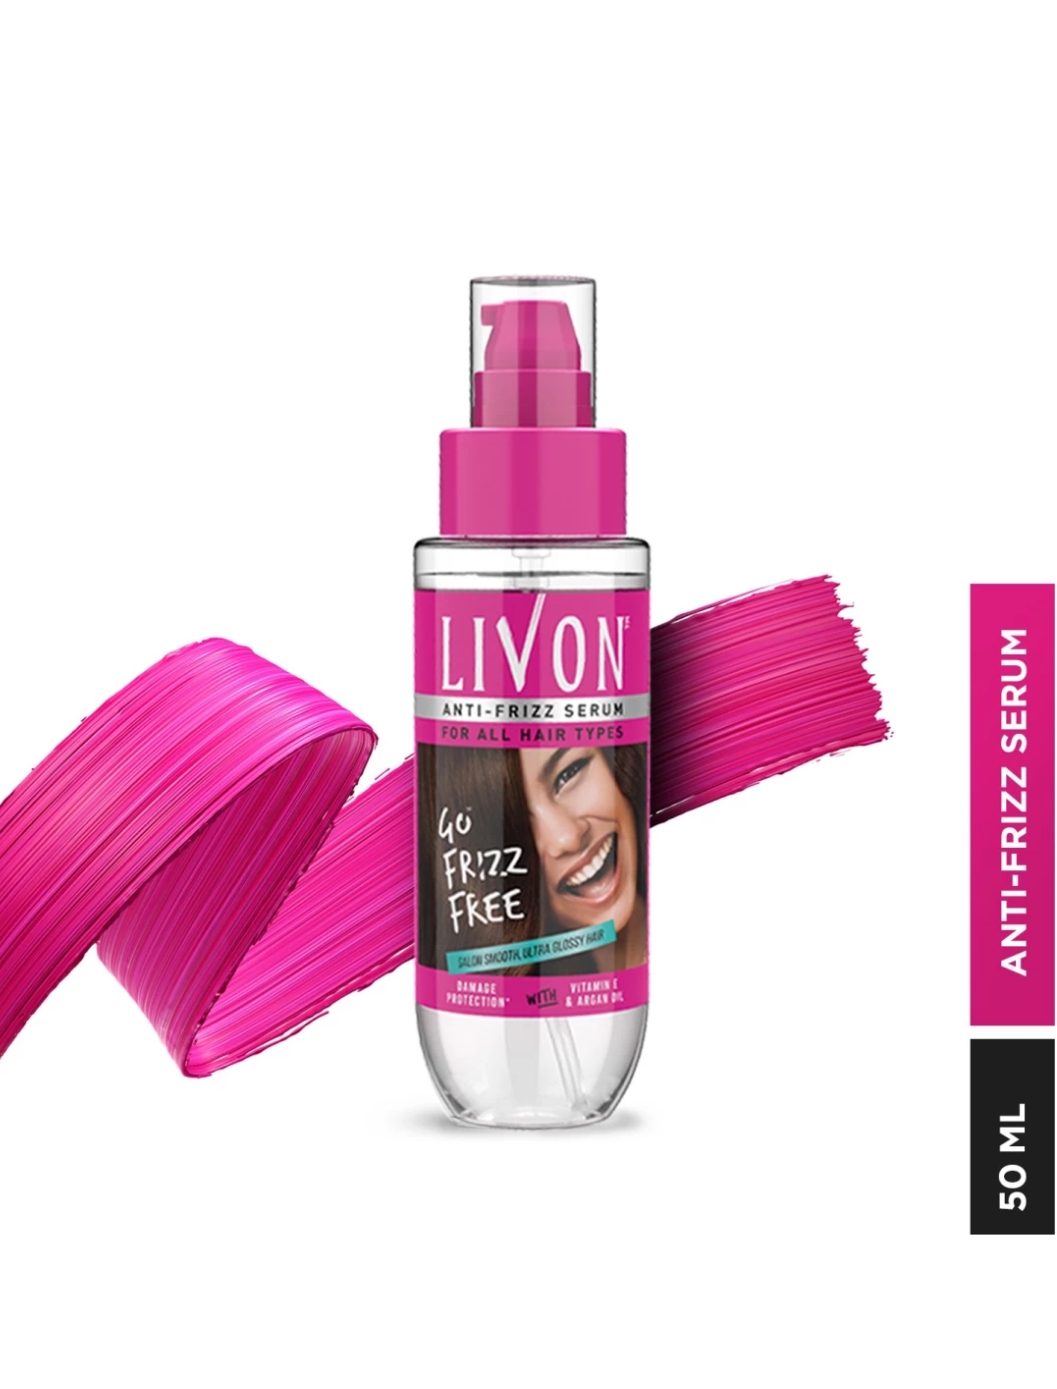 LIVON
ANTI-FRIZZ SERUM
FOR ALL HAIR TYPES
GO™
FRIZZ
FREE
SALON SMOOTH, ULTRA GLOSSY HAIR
DAMAGE
PROTECTION*
WITH
VITAMIN E
& ARGAN OIL
ANTI-FRIZZ SERUM
50 ML